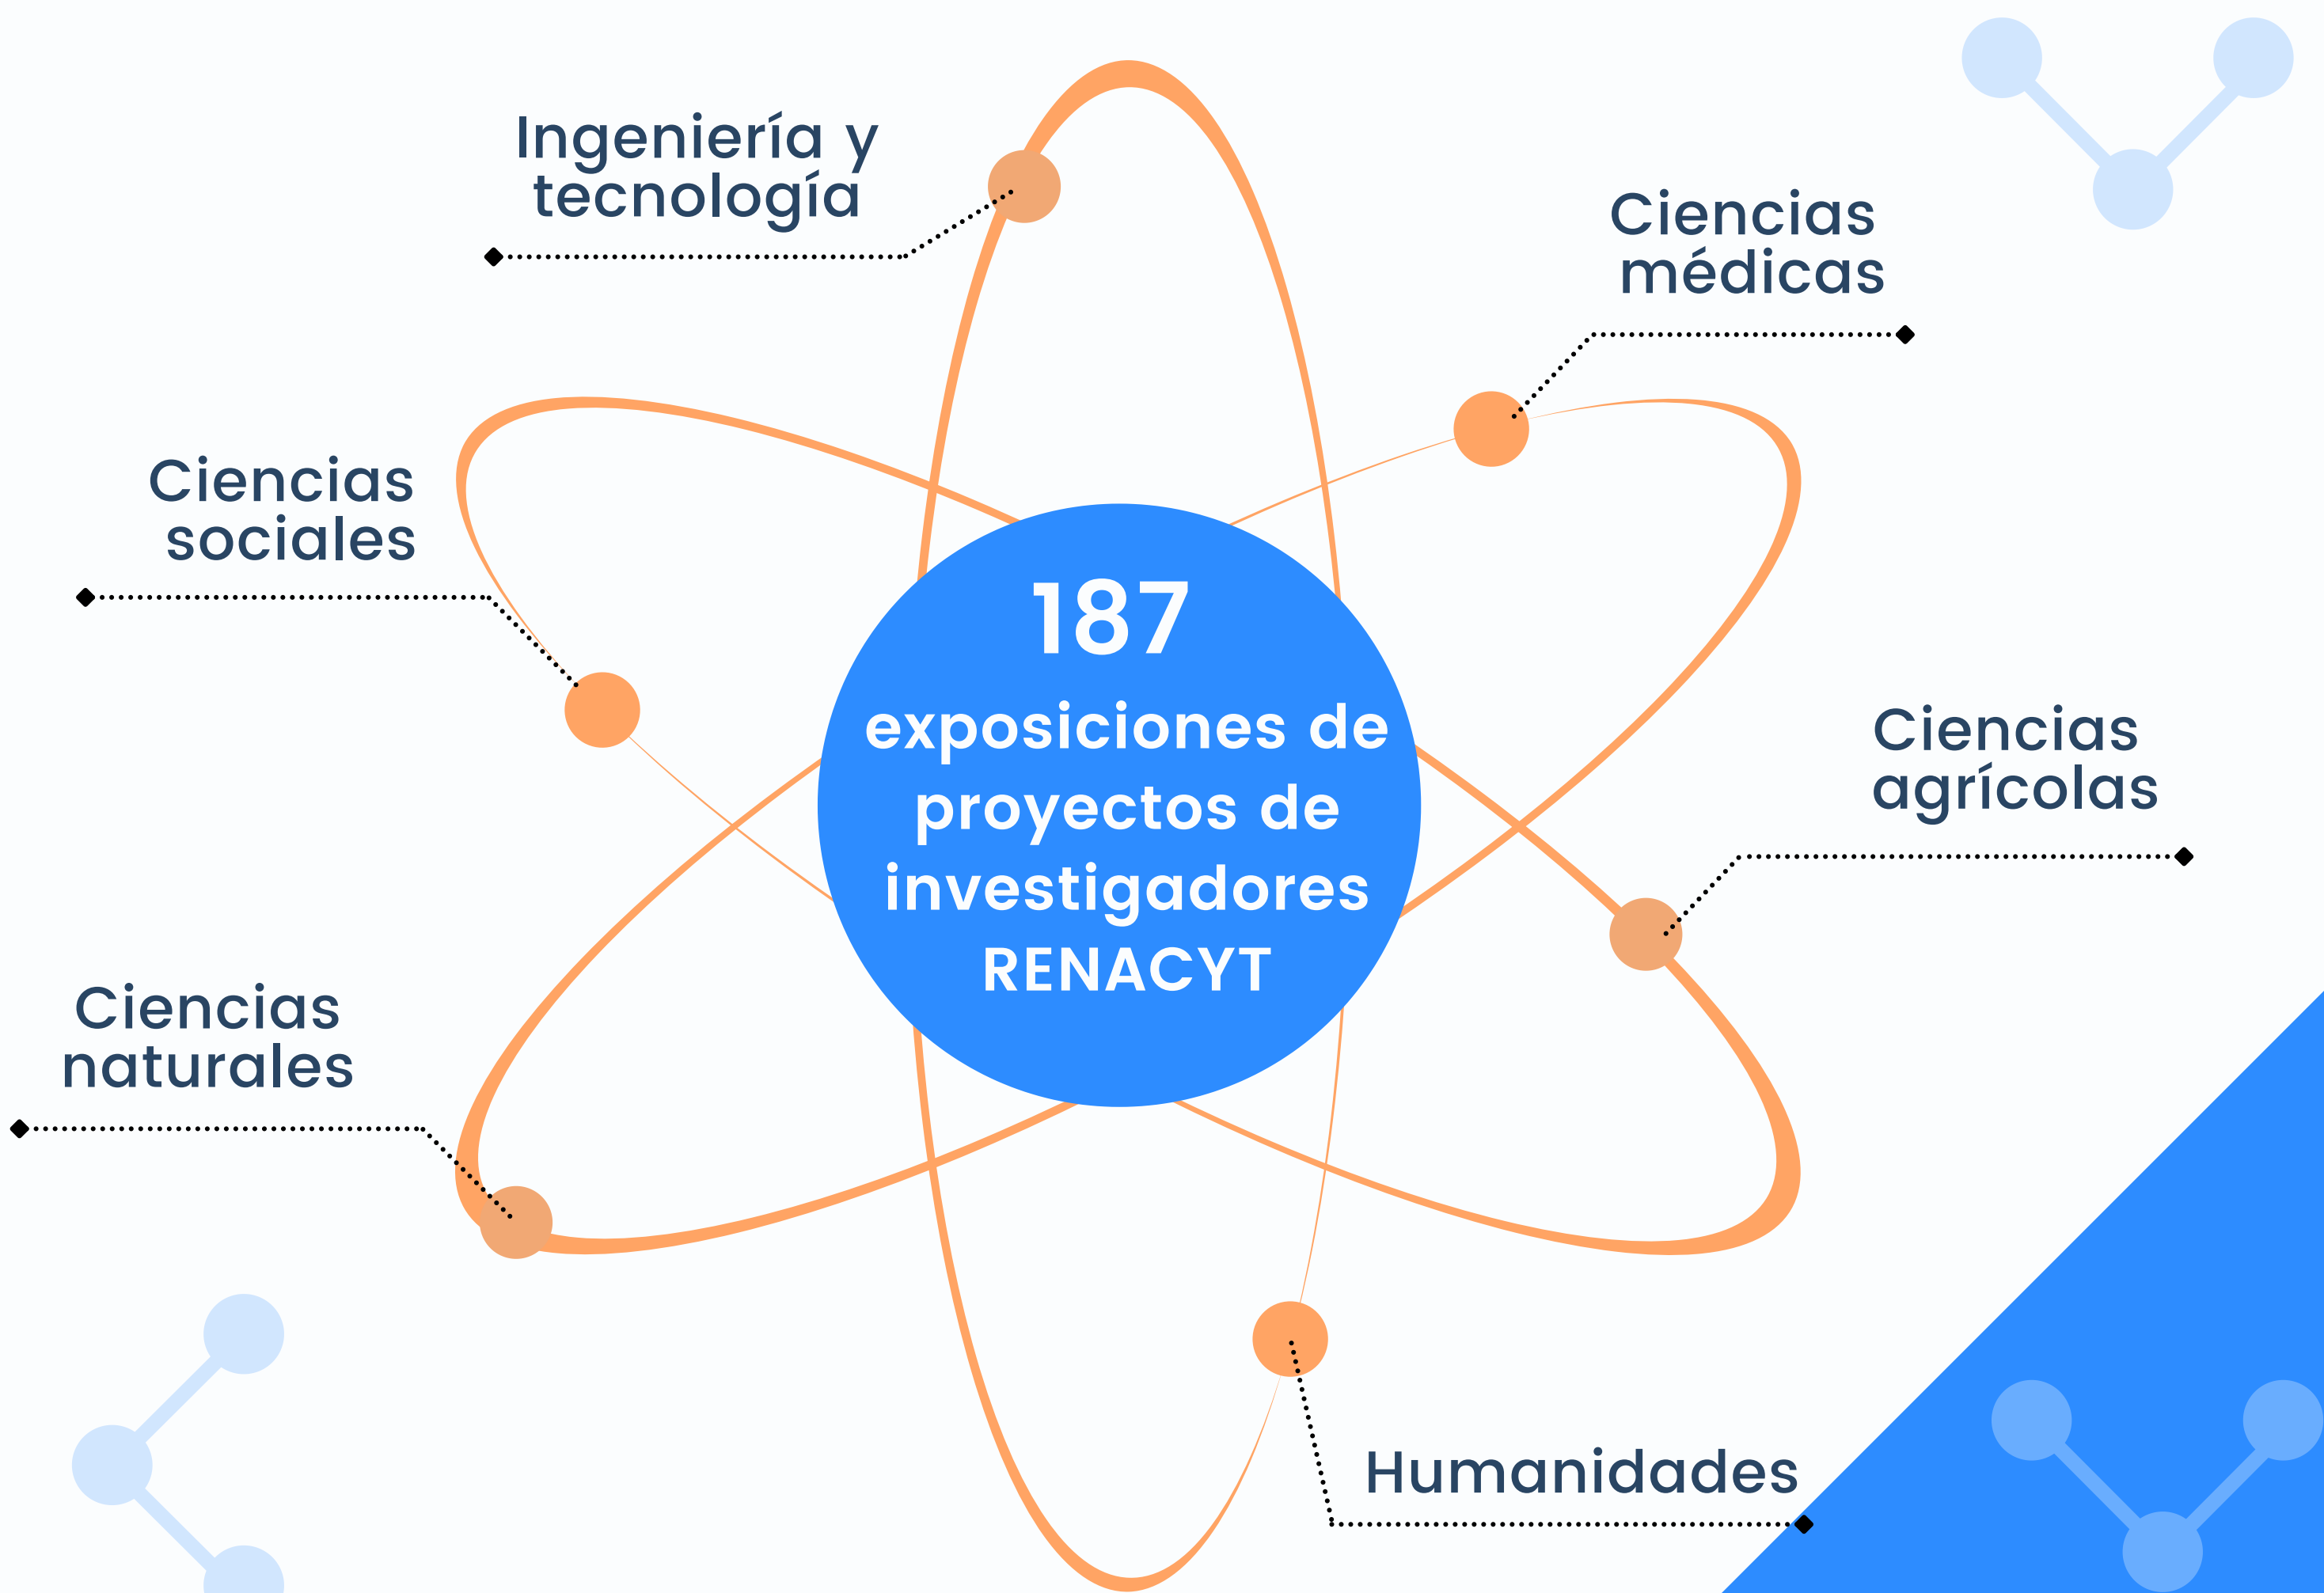 Ingeniería y
tecnología
Ciencias
médicas
Ciencias
sociales
187
exposiciones de
proyectos de
investigadores
RENACYT
Ciencias
agrícolas
Ciencias
naturales
Humanidades